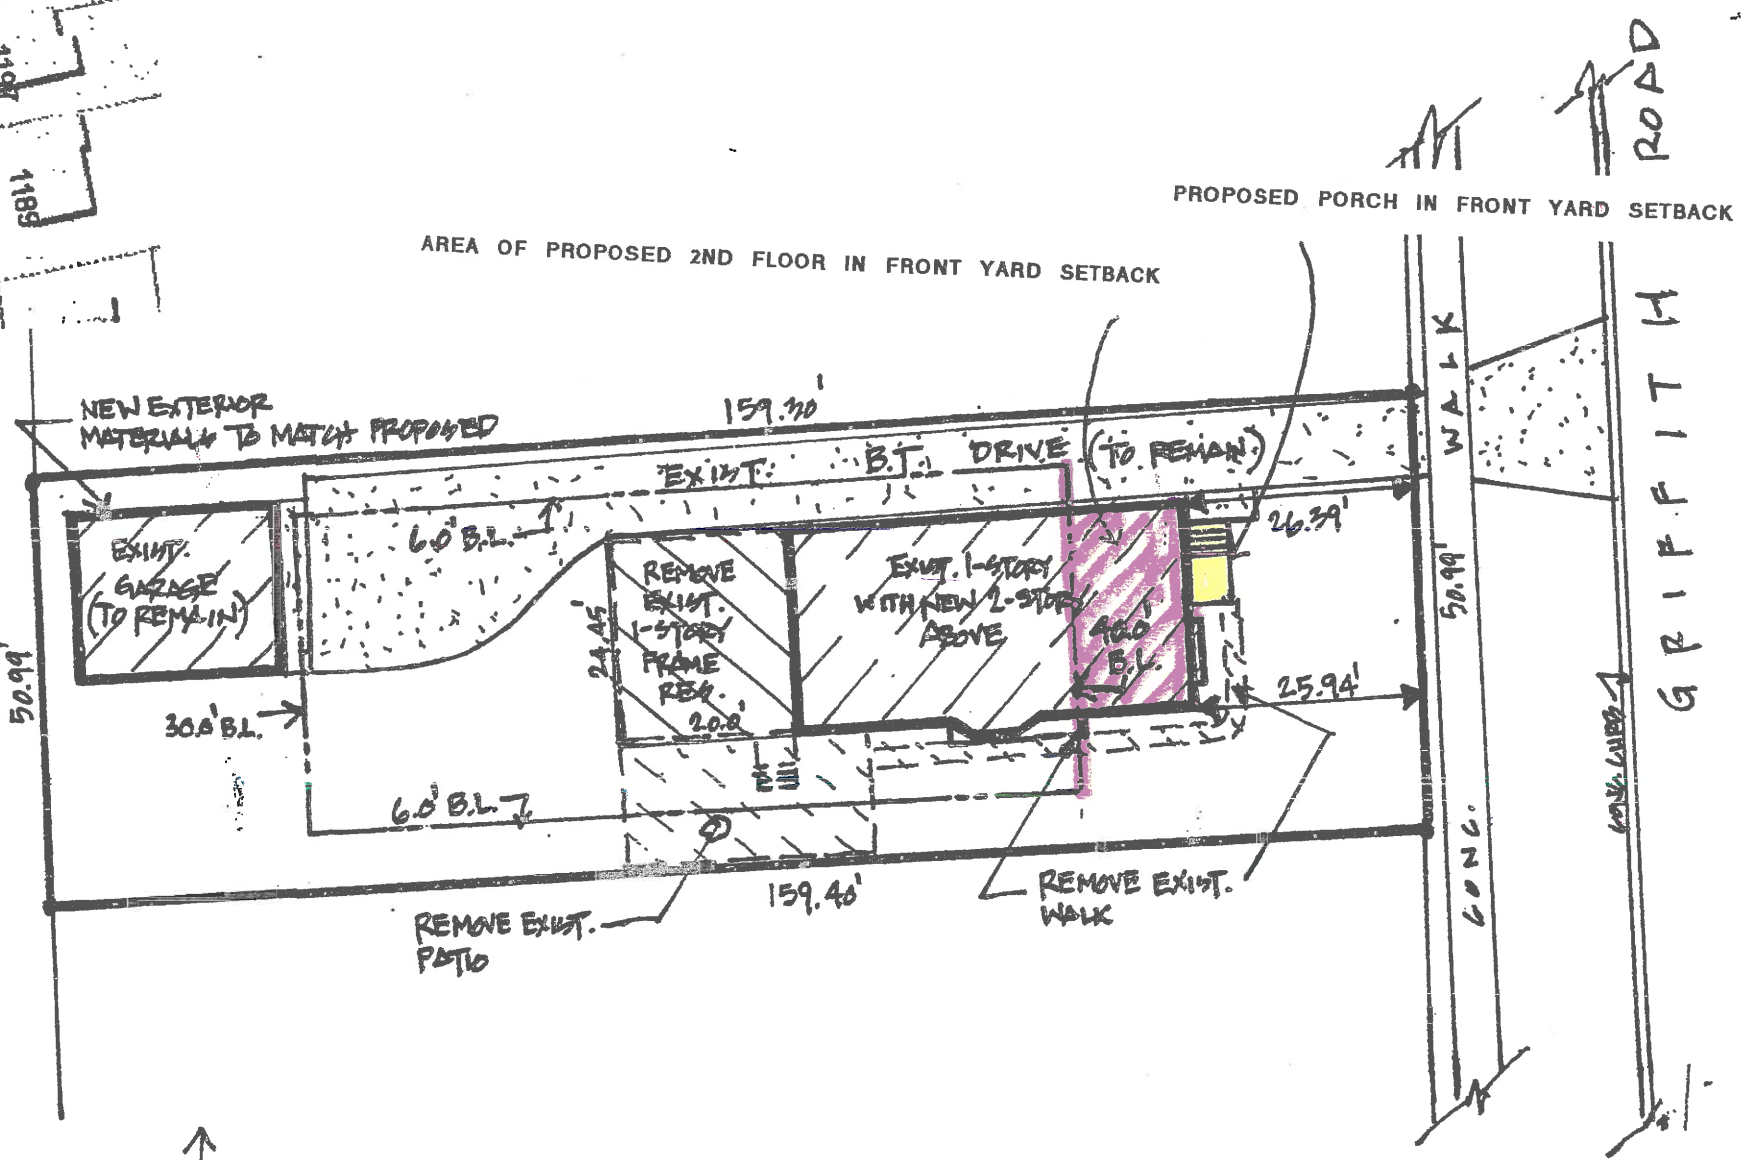 1197
1189
ROAD
PROPOSED PORCH IN FRONT YARD SETBACK
AREA OF PROPOSED 2ND FLOOR IN FRONT YARD SETBACK
GRIFFITH
WALK
NEW EXTERIOR
MATERIALS TO MATCH PROPOSED
159.30'
EXIST. B.T. DRIVE (TO REMAIN)
26.39'
6.0' B.L.
EXIST.
GARAGE
(TO REMAIN)
REMOVE
EXIST.
1-STORY
FRAME
RES.
EXIST. 1-STORY
WITH NEW 2-STORY
ABOVE
40.0'
B.L.
24.45'
20.0'
50.99'
50.99'
25.94'
30.0' B.L.
6.0' B.L.
CONC. CURB
CONC.
159.40'
REMOVE EXIST.
WALK
REMOVE EXIST.
PATIO